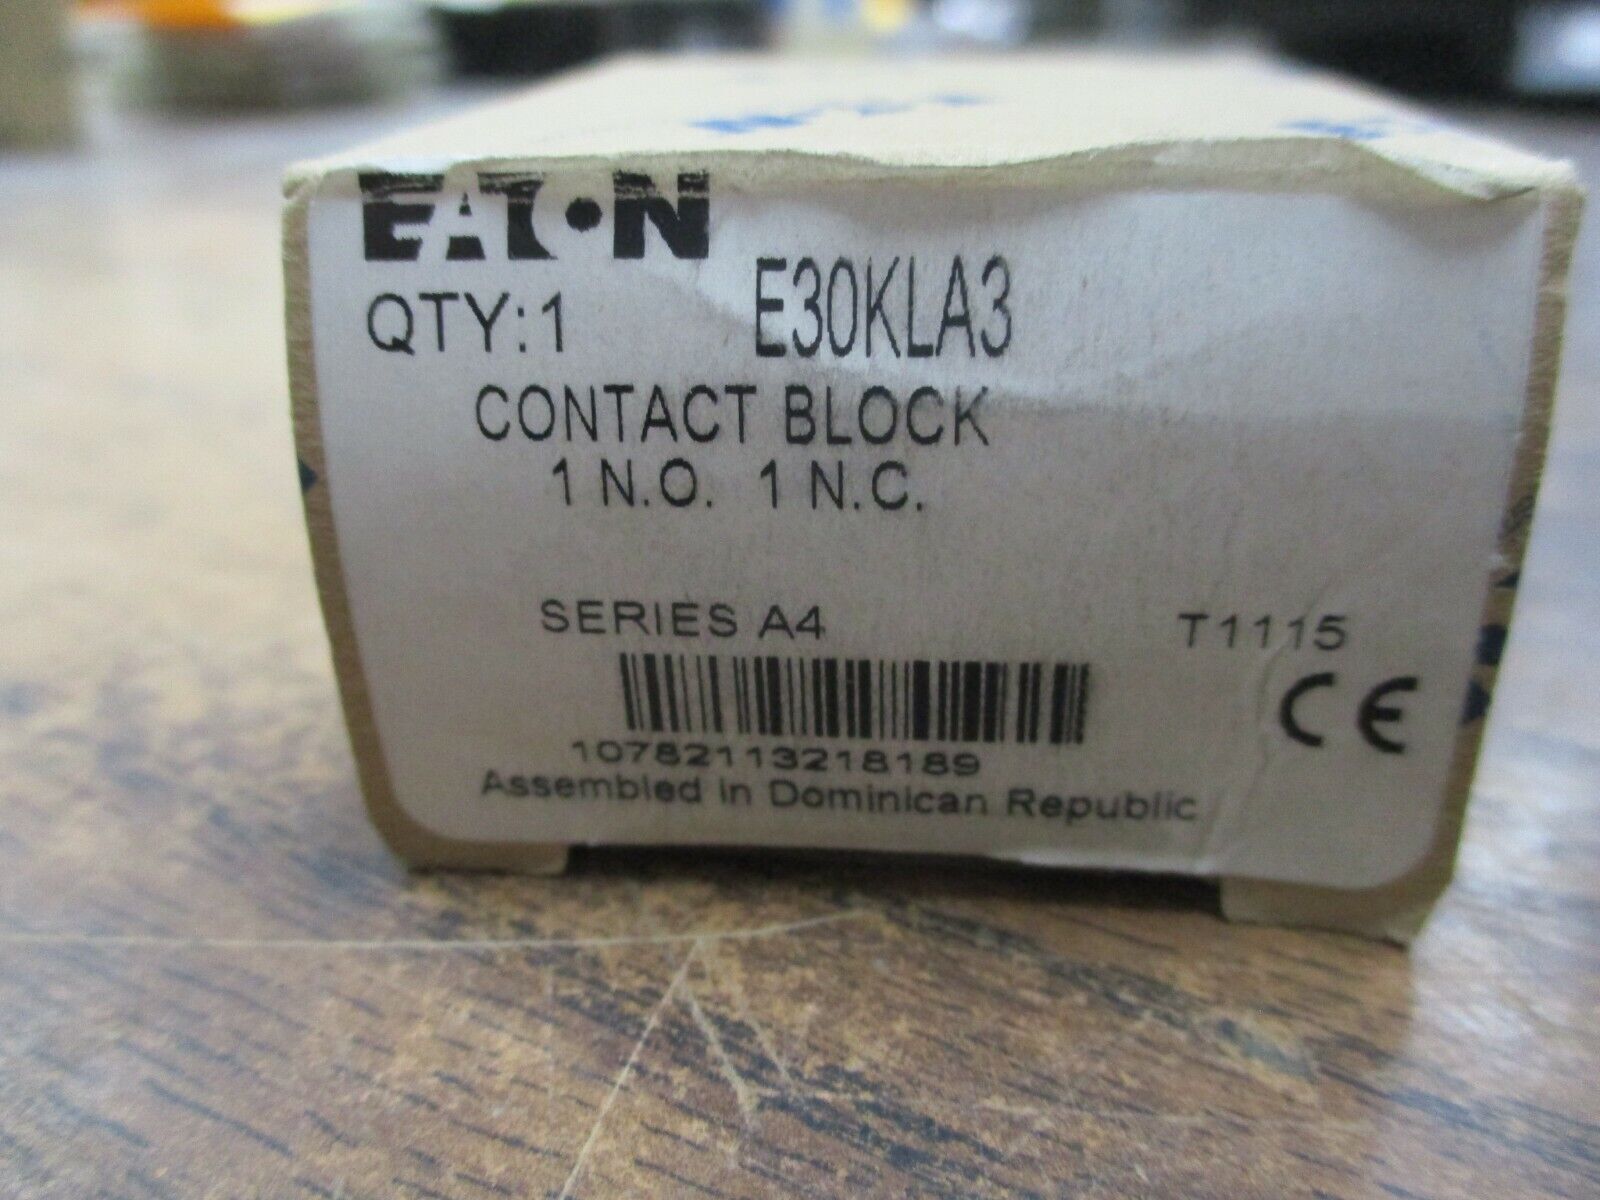 EATON
QTY:1 E30KLA3
CONTACT BLOCK
1 N.O. 1 N.C.
SERIES A4 T1115
CE
10782113218189
Assembled in Dominican Republic